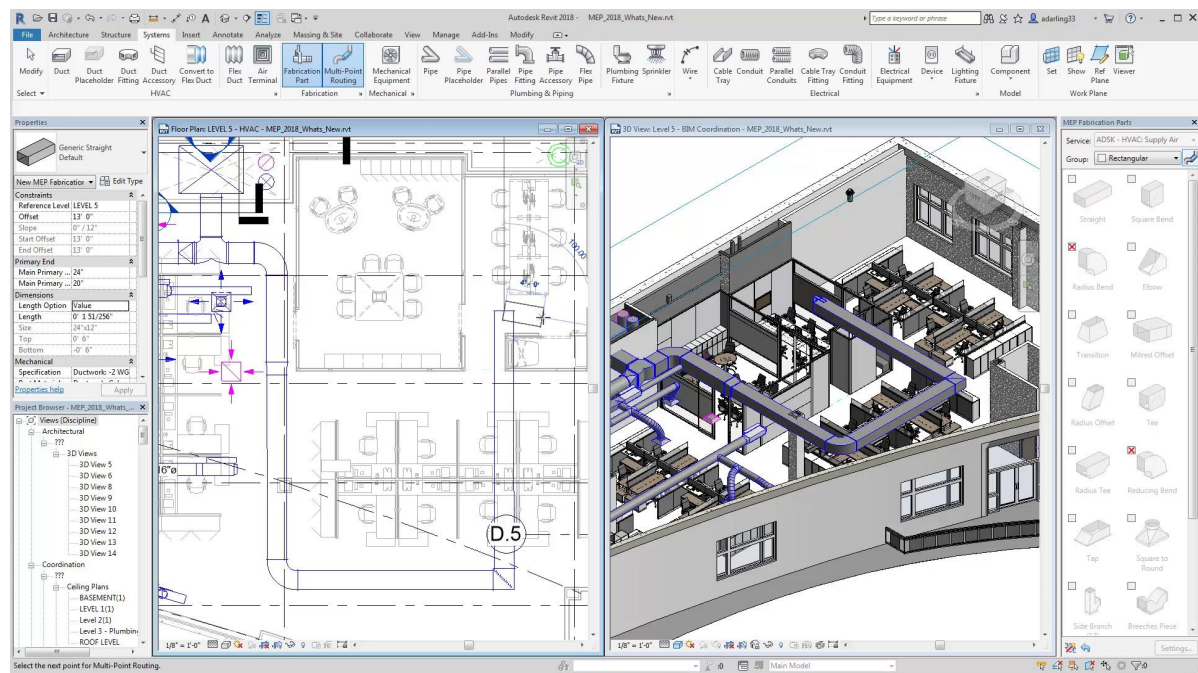 Autodesk Revit 2018 - MEP_2018_Whats_New.rvt
Type a keyword or phrase
adarling33
File Architecture Structure Systems Insert Annotate Analyze Massing & Site Collaborate View Manage Add-Ins Modify
Modify
Duct
Duct Placeholder
Duct Fitting
Duct Accessory
Convert to Flex Duct
Flex Duct
Air Terminal
Fabrication Part
Multi-Point Routing
Mechanical Equipment
Pipe
Pipe Placeholder
Parallel Pipes
Pipe Fitting
Pipe Accessory
Flex Pipe
Plumbing Fixture
Sprinkler
Wire
Cable Tray
Conduit
Parallel Conduits
Cable Tray Fitting
Conduit Fitting
Electrical Equipment
Device
Lighting Fixture
Component
Set
Show
Ref Plane
Viewer
Select HVAC Fabrication Mechanical Plumbing & Piping Electrical Model Work Plane
Properties
Generic Straight
Default
New MEP Fabrication Edit Type
Constraints
Reference Level LEVEL 5
Offset 13' 0"
Slope 0" / 12"
Start Offset 13' 0"
End Offset 13' 0"
Primary End
Main Primary ... 24"
Main Primary ... 20"
Dimensions
Length Option Value
Length 0' 1 51/256"
Size 24"x12"
Top 0' 6"
Bottom -0' 6"
Mechanical
Specification Ductwork: -2 WG
Properties help Apply
Project Browser - MEP_2018_Whats_...
Views (Discipline)
Architectural
???
3D Views
3D View 5
3D View 6
3D View 8
3D View 9
3D View 10
3D View 11
3D View 12
3D View 13
3D View 14
Coordination
???
Ceiling Plans
BASEMENT(1)
LEVEL 1(1)
Level 2(1)
Level 3 - Plumbin
ROOF LEVEL
Floor Plan: LEVEL 5 - HVAC - MEP_2018_Whats_New.rvt
100.00
16"ø
D.5
1/8" = 1'-0"
3D View: Level 5 - BIM Coordination - MEP_2018_Whats_New.rvt
1/8" = 1'-0"
MEP Fabrication Parts
Service: ADSK - HVAC: Supply Air
Group: Rectangular
Straight
Square Bend
Radius Bend
Elbow
Transition
Mitred Offset
Radius Offset
Tee
Radius Tee
Reducing Bend
Tap
Square to Round
Side Branch
Breeches Piece
Settings...
Select the next point for Multi-Point Routing.
:0
Main Model
:0